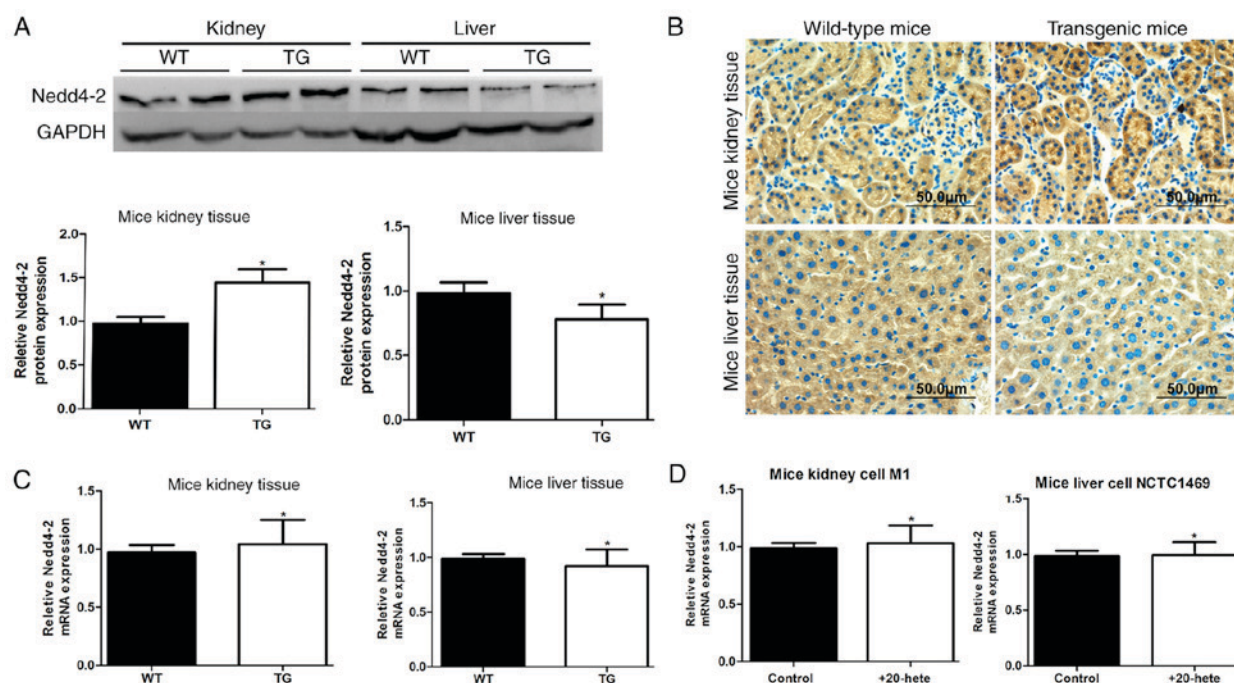 A
Kidney Liver
WT TG WT TG
Nedd4-2
GAPDH
Mice kidney tissue
Reletive Nedd4-2
protein expression
2.0
1.5
1.0
0.5
0.0
*
WT TG
Mice liver tissue
Reletive Nedd4-2
protein expression
1.5
1.0
0.5
0.0
*
WT TG
B
Wild-type mice Transgenic mice
Mice kidney tissue
50.0µm 50.0µm
Mice liver tissue
50.0µm 50.0µm
C
Mice kidney tissue
Reletive Nedd4-2
mRNA expression
1.5
1.0
0.5
0.0
*
WT TG
Mice liver tissue
Reletive Nedd4-2
mRNA expression
1.5
1.0
0.5
0.0
*
WT TG
D
Mice kidney cell M1
Reletive Nedd4-2
mRNA expression
1.5
1.0
0.5
0.0
*
Control +20-hete
Mice liver cell NCTC1469
Reletive Nedd4-2
mRNA expression
1.5
1.0
0.5
0.0
*
Control +20-hete